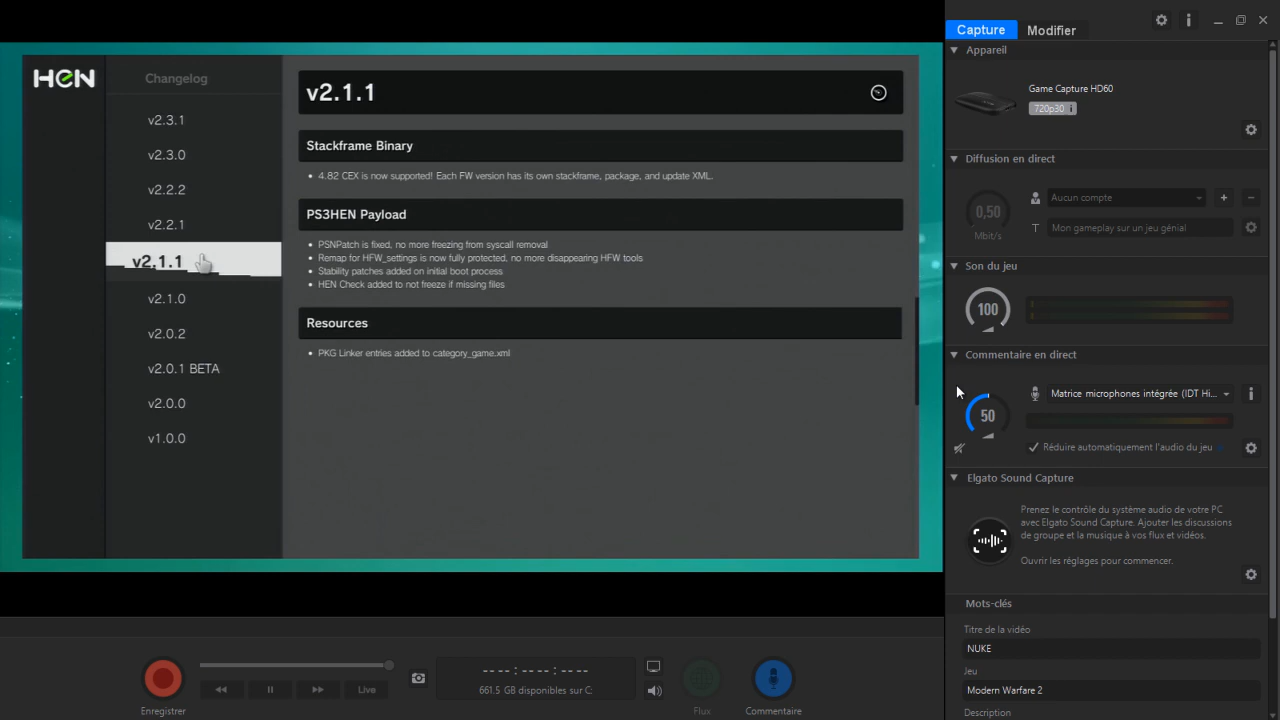 HEN
Changelog
v2.3.1
v2.3.0
v2.2.2
v2.2.1
v2.1.1
v2.1.0
v2.0.2
v2.0.1 BETA
v2.0.0
v1.0.0
v2.1.1
Stackframe Binary
• 4.82 CEX is now supported! Each FW version has its own stackframe, package, and update XML.
PS3HEN Payload
• PSNPatch is fixed, no more freezing from syscall removal
• Remap for HFW_settings is now fully protected, no more disappearing HFW tools
• Stability patches added on initial boot process
• HEN Check added to not freeze if missing files
Resources
• PKG Linker entries added to category_game.xml
Capture
Modifier
Appareil
Game Capture HD60
720p30 i
Diffusion en direct
0,50
Mbit/s
Aucun compte
Mon gameplay sur un jeu génial
Son du jeu
100
Commentaire en direct
50
Matrice microphones intégrée (IDT Hi...
Réduire automatiquement l'audio du jeu
Elgato Sound Capture
Prenez le contrôle du système audio de votre PC
avec Elgato Sound Capture. Ajouter les discussions
de groupe et la musique à vos flux et vidéos.
Ouvrir les réglages pour commencer.
Mots-clés
Titre de la vidéo
NUKE
Jeu
Modern Warfare 2
Description
Enregistrer
Live
-- -- : -- -- : -- --
661.5 GB disponibles sur C:
Flux
Commentaire